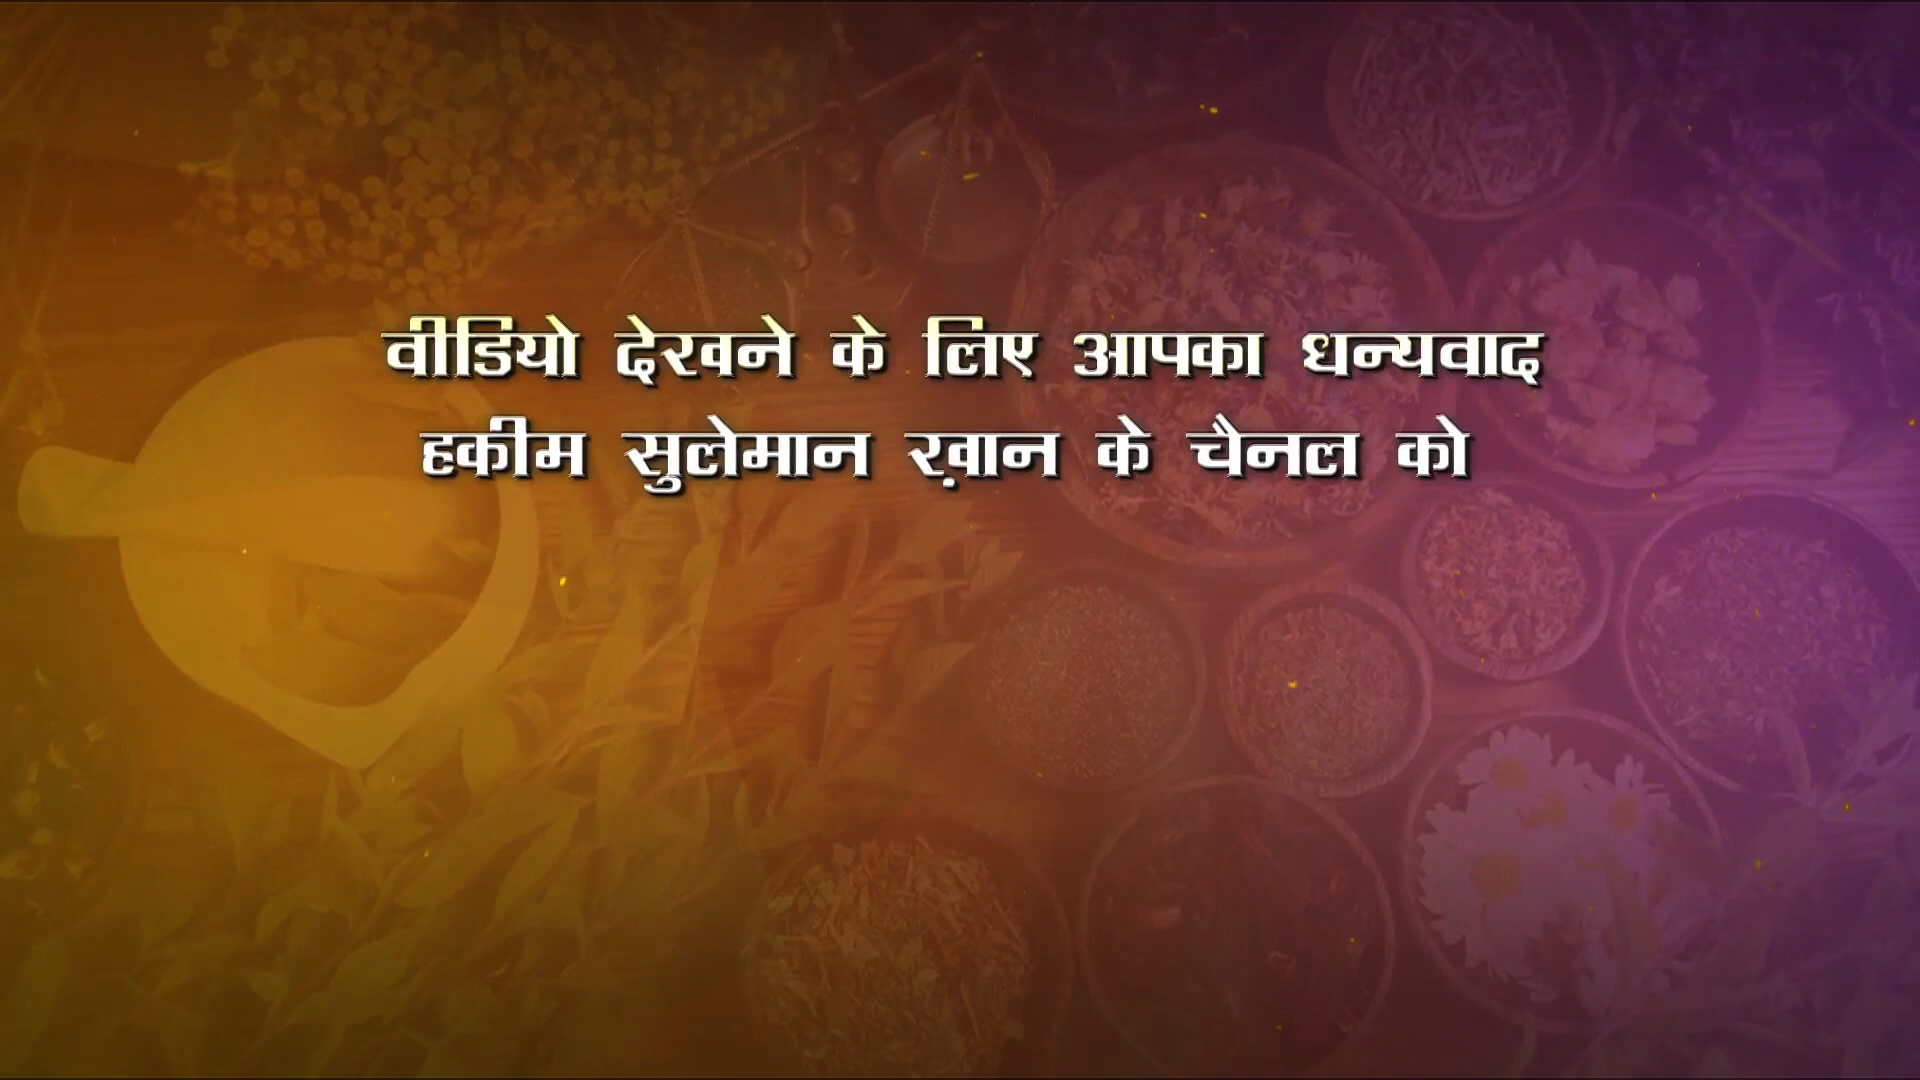 वीडियो देखने के लिए आपका धन्यवाद
हकीम सुलेमान ख़ान के चैनल को